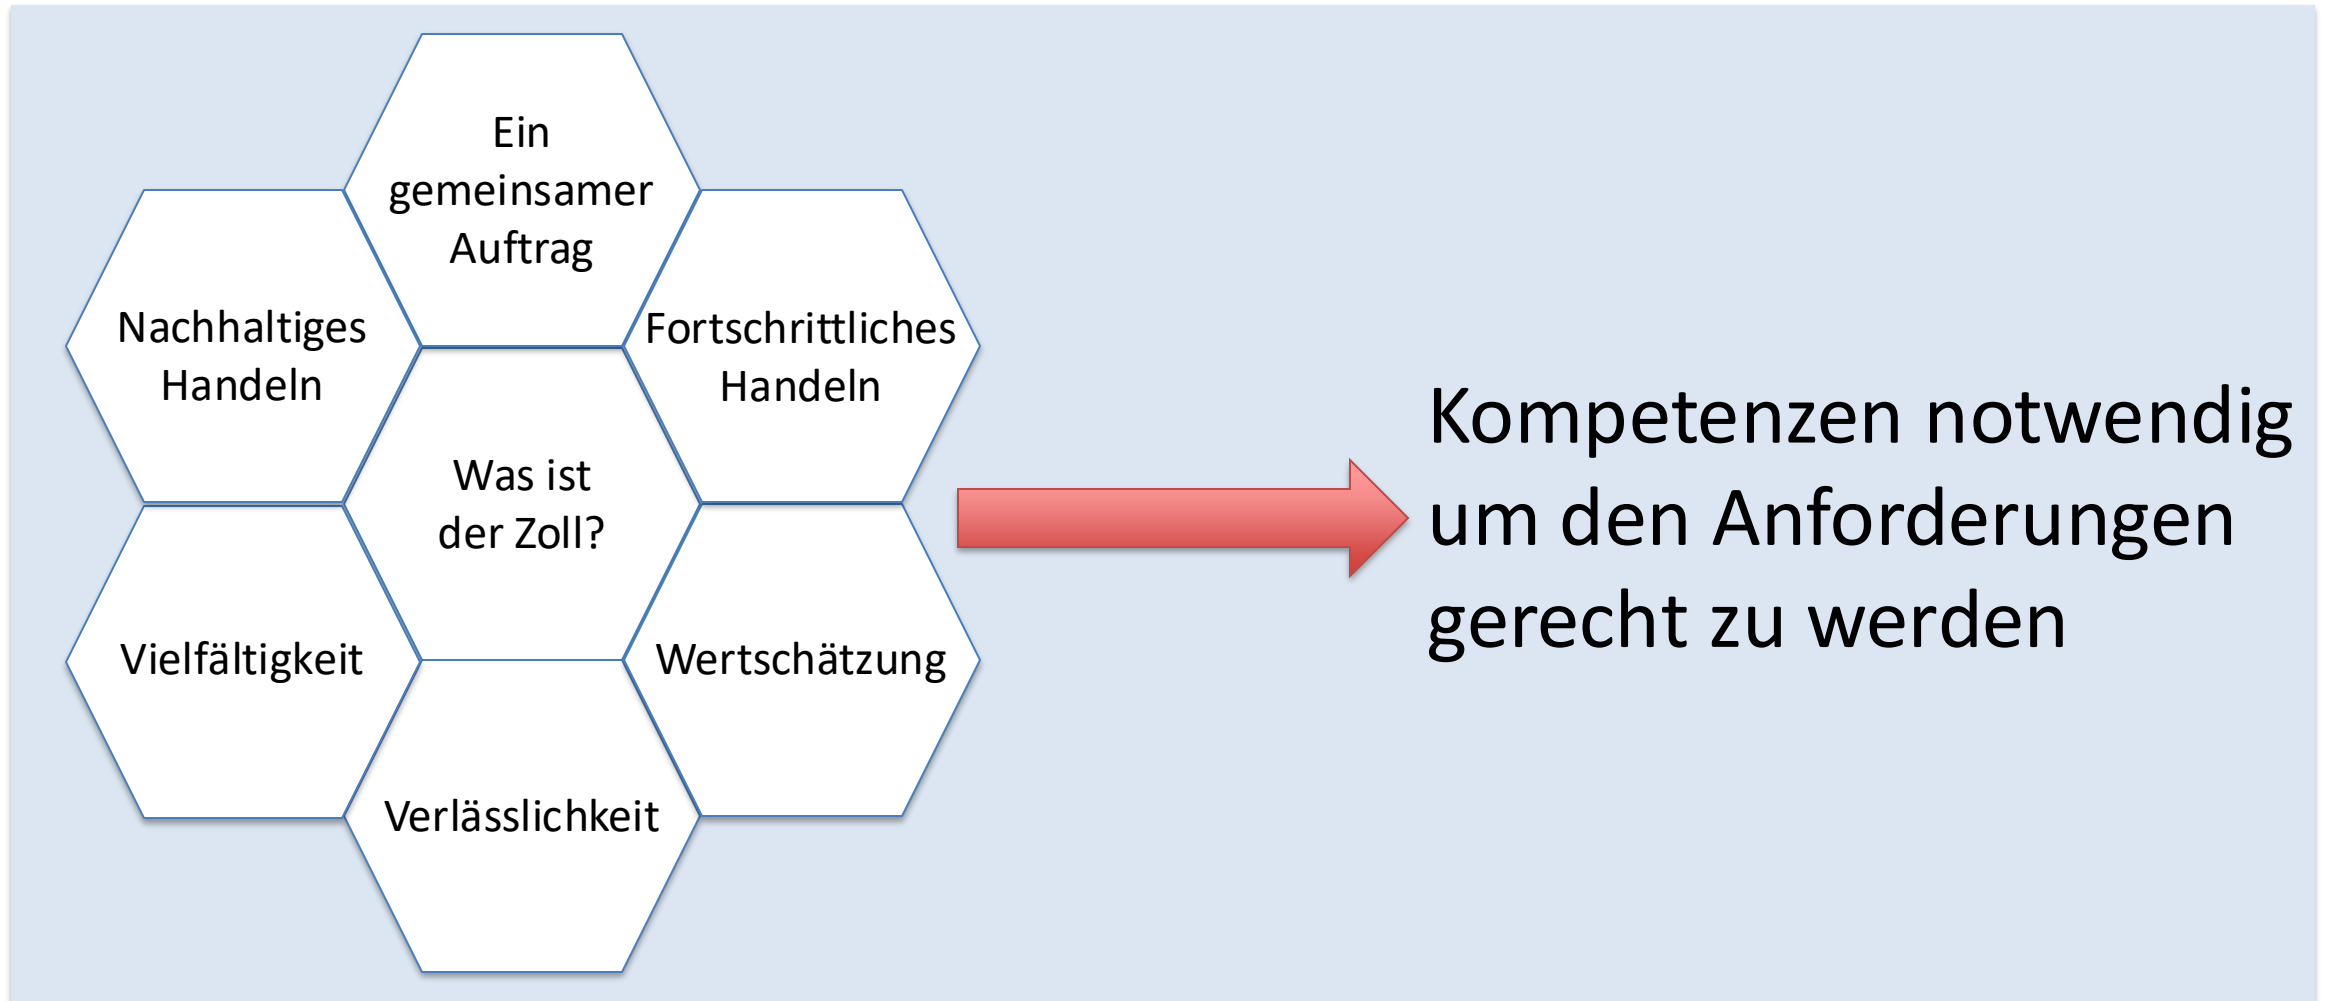 Ein
gemeinsamer
Auftrag
Nachhaltiges
Handeln
Fortschrittliches
Handeln
Was ist
der Zoll?
Vielfältigkeit
Wertschätzung
Verlässlichkeit
Kompetenzen notwendig
um den Anforderungen
gerecht zu werden